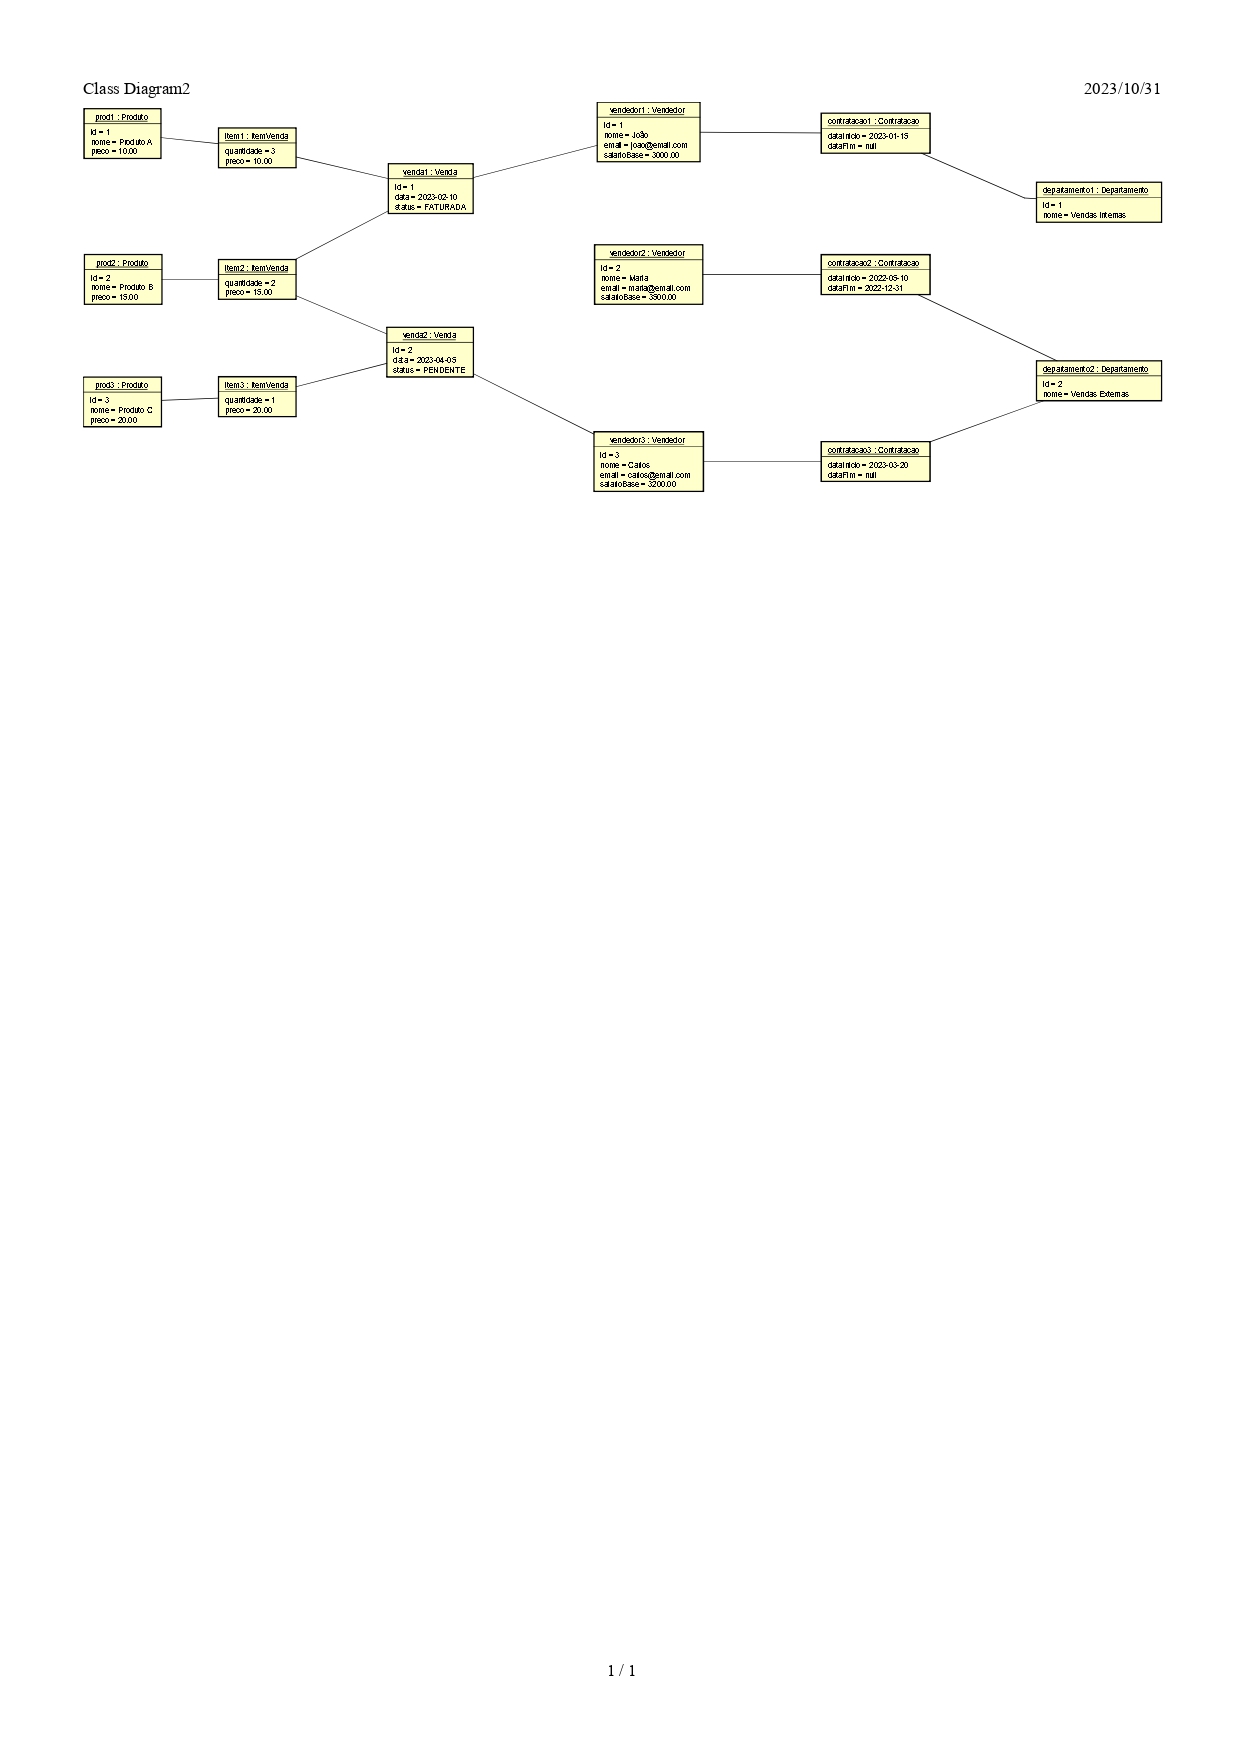 Class Diagram2
2023/10/31
prod1 : Produto
id = 1
nome = Produto A
preco = 10.00
item1 : ItemVenda
quantidade = 3
preco = 10.00
venda1 : Venda
id = 1
data = 2023-02-10
status = FATURADA
vendedor1 : Vendedor
id = 1
nome = João
email = joao@email.com
salarioBase = 3000.00
contratacao1 : Contratacao
dataInicio = 2023-01-15
dataFim = null
departamento1 : Departamento
id = 1
nome = Vendas Internas
prod2 : Produto
id = 2
nome = Produto B
preco = 15.00
item2 : ItemVenda
quantidade = 2
preco = 15.00
vendedor2 : Vendedor
id = 2
nome = Maria
email = maria@email.com
salarioBase = 3500.00
contratacao2 : Contratacao
dataInicio = 2022-05-10
dataFim = 2022-12-31
venda2 : Venda
id = 2
data = 2023-04-05
status = PENDENTE
departamento2 : Departamento
id = 2
nome = Vendas Externas
prod3 : Produto
id = 3
nome = Produto C
preco = 20.00
item3 : ItemVenda
quantidade = 1
preco = 20.00
vendedor3 : Vendedor
id = 3
nome = Carlos
email = carlos@email.com
salarioBase = 3200.00
contratacao3 : Contratacao
dataInicio = 2023-03-20
dataFim = null
1 / 1